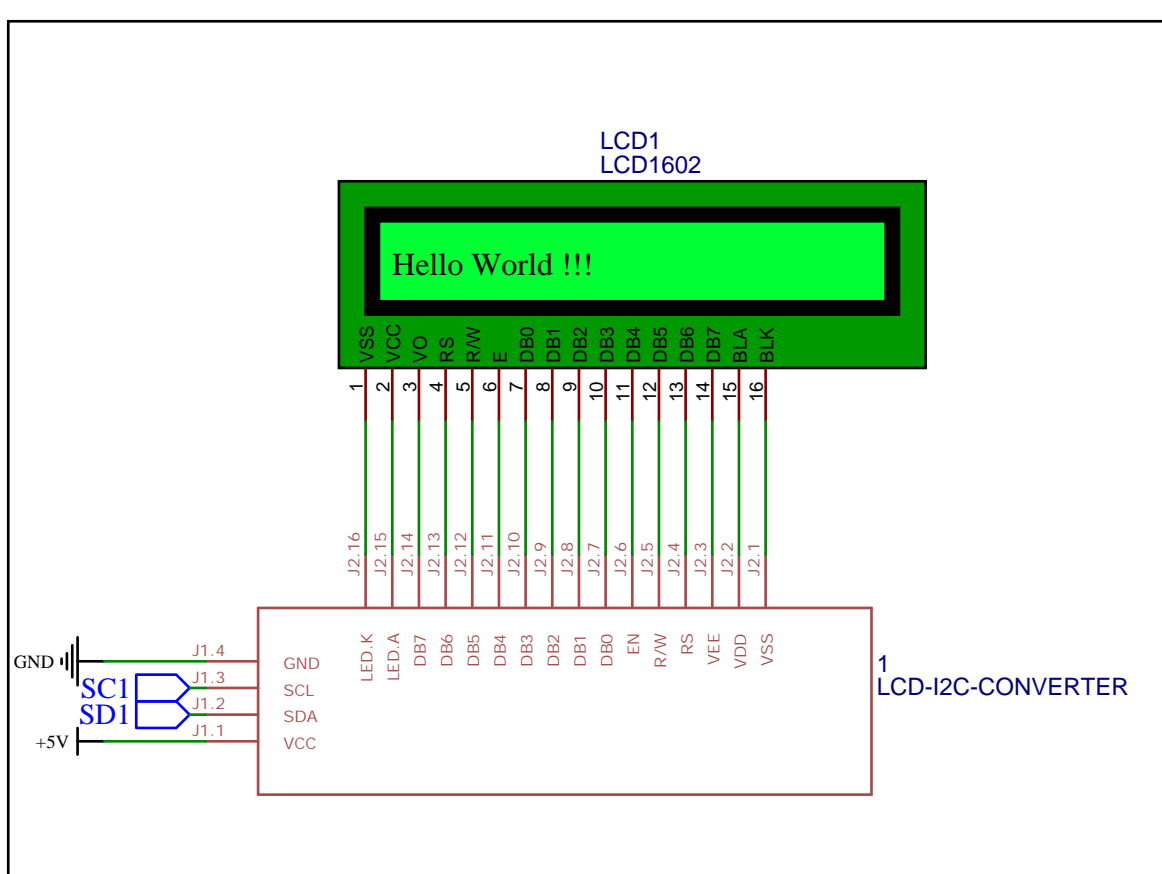 LCD1
LCD1602
Hello World !!!
VSS VCC VO RS R/W E DB0 DB1 DB2 DB3 DB4 DB5 DB6 DB7 BLA BLK
1 2 3 4 5 6 7 8 9 10 11 12 13 14 15 16
J2.16 J2.15 J2.14 J2.13 J2.12 J2.11 J2.10 J2.9 J2.8 J2.7 J2.6 J2.5 J2.4 J2.3 J2.2 J2.1
LED.K LED.A DB7 DB6 DB5 DB4 DB3 DB2 DB1 DB0 EN R/W RS VEE VDD VSS
GND J1.4 GND
SC1 J1.3 SCL
SD1 J1.2 SDA
+5V J1.1 VCC
1
LCD-I2C-CONVERTER